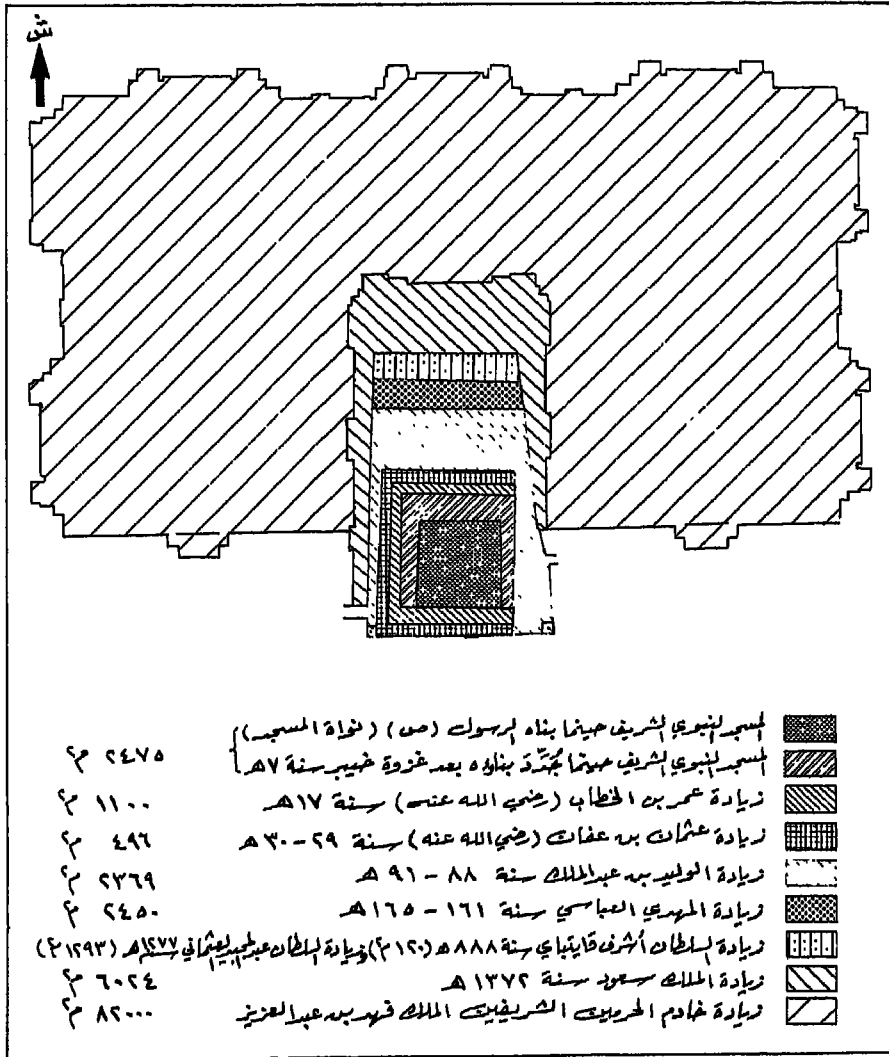 ش
المسجد النبوي الشريف حينما بناه الرسول (ص) (نواة المسجد)
المسجد النبوي الشريف حينما جُدِّدَ بناؤه بعد غزوة خيبر سنة ٧هـ ٢٤٧٥ م٢
زيادة عمر بن الخطاب (رضي الله عنه) سنة ١٧هـ ١١٠٠ م٢
زيادة عثمان بن عفان (رضي الله عنه) سنة ٢٩-٣٠هـ ٤٩٦ م٢
زيادة الوليد بن عبدالملك سنة ٨٨ - ٩١هـ ٢٣٦٩ م٢
زيادة المهدي العباسي سنة ١٦١ - ١٦٥هـ ٢٤٥٠ م٢
زيادة السلطان أشرف قايتباي سنة ٨٨٨هـ (١٢٠م٢) وزيادة السلطان عبدالمجيد العثماني سنة ١٢٧٧هـ (١٢٩٣م٢)
زيادة الملك سعود سنة ١٣٧٢هـ ٦٠٢٤ م٢
زيادة خادم الحرمين الشريفين الملك فهد بن عبدالعزيز ٨٢٠٠٠ م٢